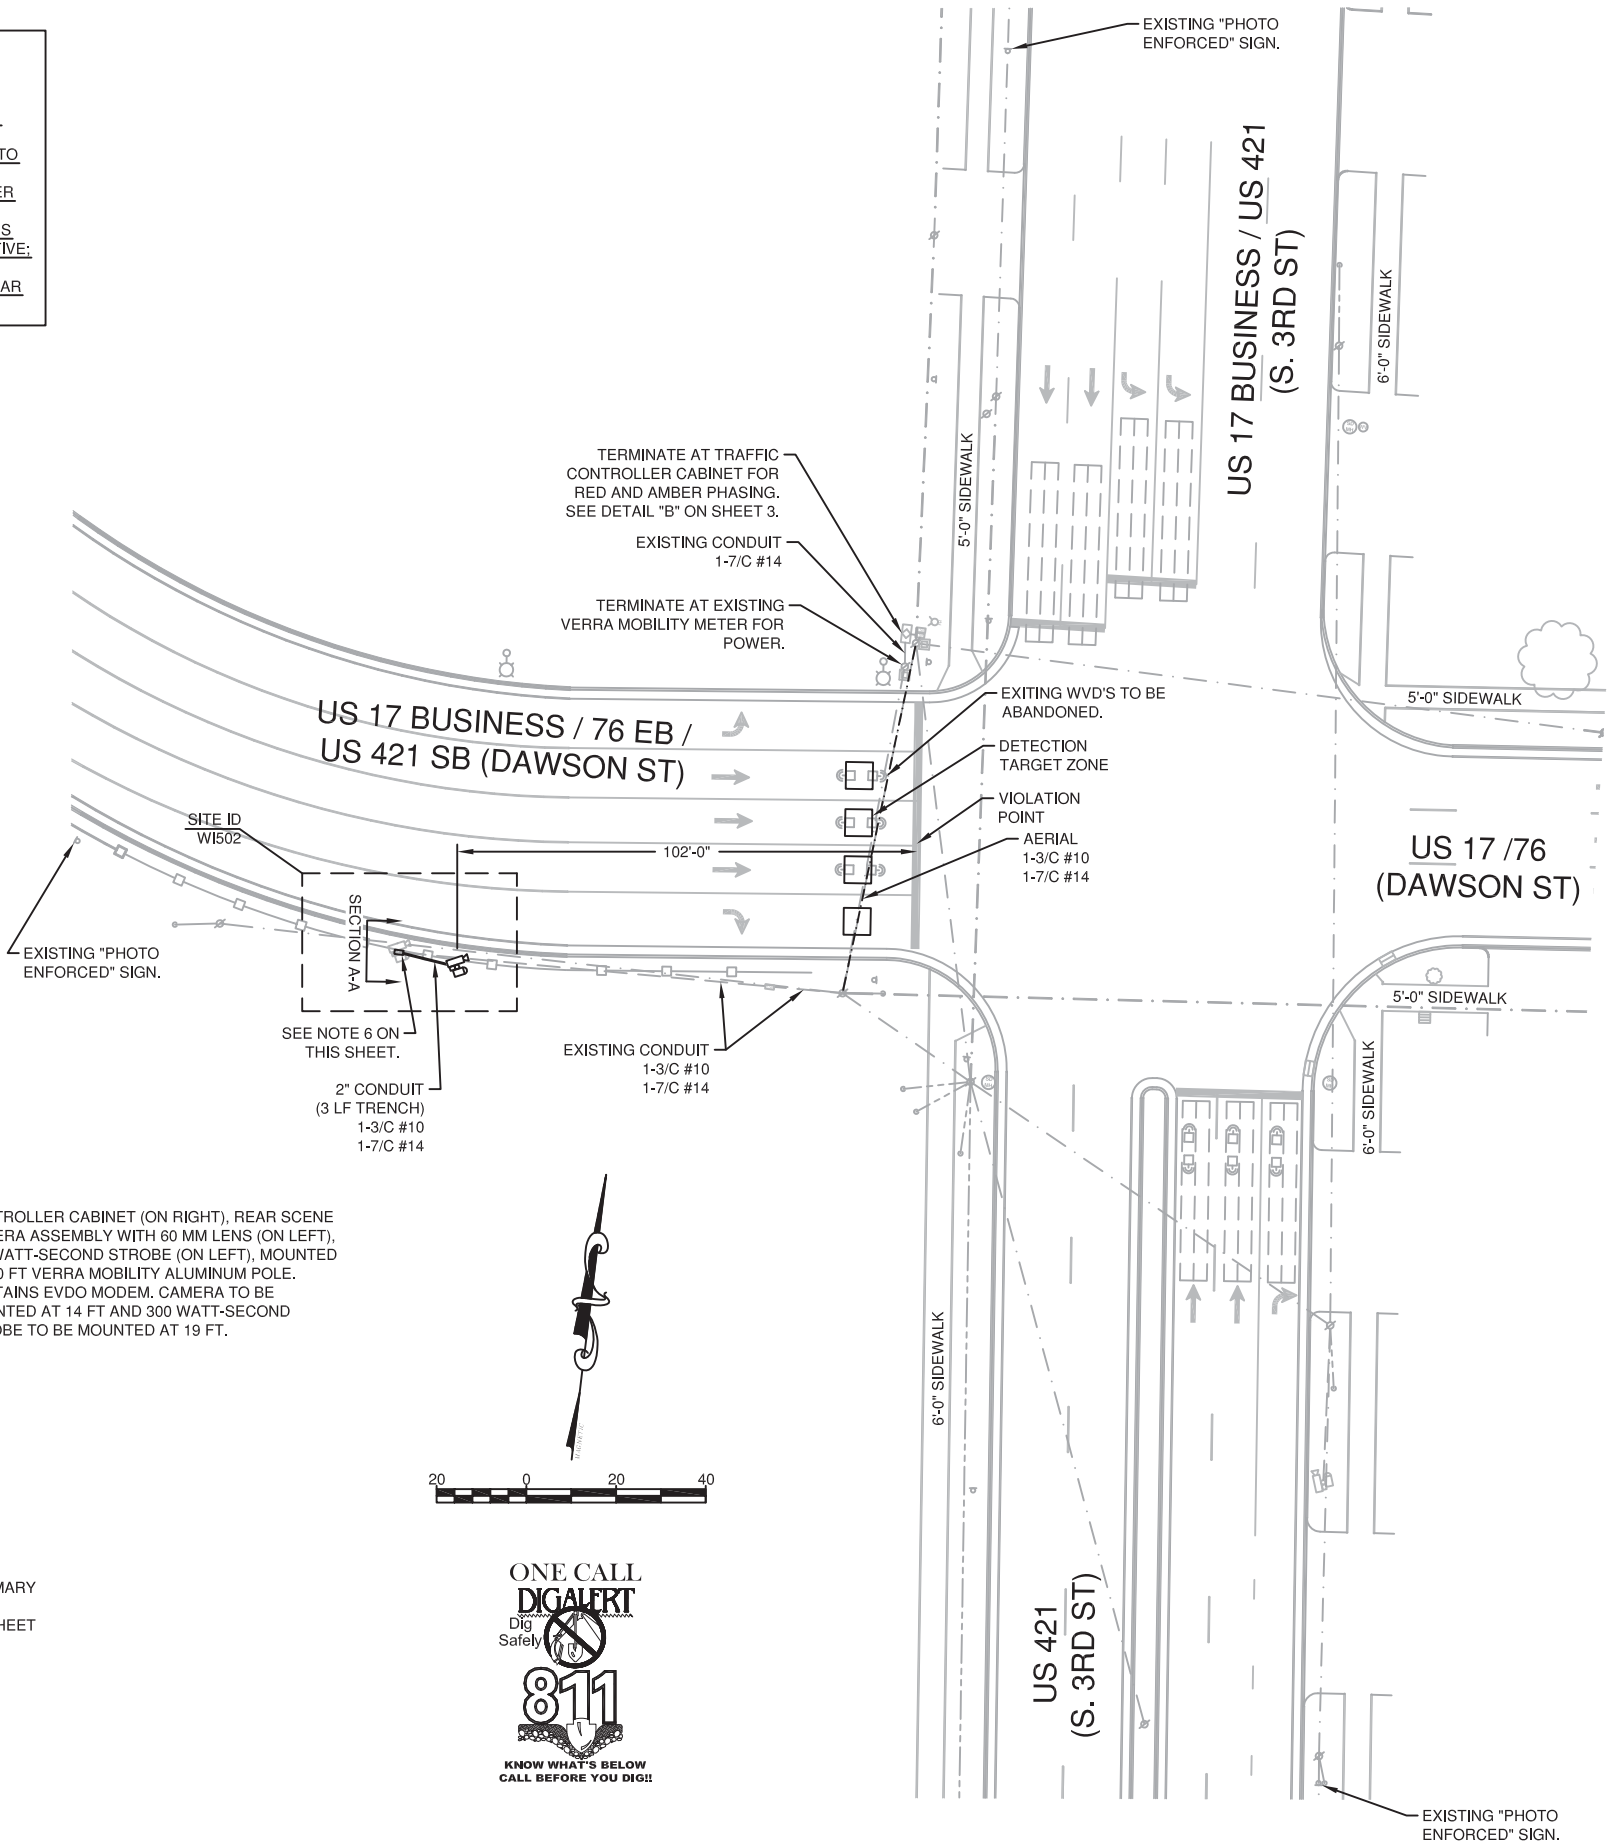 EXISTING "PHOTO
ENFORCED" SIGN.
TO
ER
S
TIVE;
AR
US 17 BUSINESS / US 421
(S. 3RD ST)
6'-0" SIDEWALK
5'-0" SIDEWALK
TERMINATE AT TRAFFIC
CONTROLLER CABINET FOR
RED AND AMBER PHASING.
SEE DETAIL "B" ON SHEET 3.
EXISTING CONDUIT
1-7/C #14
TERMINATE AT EXISTING
VERRA MOBILITY METER FOR
POWER.
US 17 BUSINESS / 76 EB /
US 421 SB (DAWSON ST)
EXITING WVD'S TO BE
ABANDONED.
DETECTION
TARGET ZONE
VIOLATION
POINT
AERIAL
1-3/C #10
1-7/C #14
5'-0" SIDEWALK
US 17 /76
(DAWSON ST)
5'-0" SIDEWALK
6'-0" SIDEWALK
SITE ID
WI502
102'-0"
SECTION A-A
EXISTING "PHOTO
ENFORCED" SIGN.
SEE NOTE 6 ON
THIS SHEET.
2" CONDUIT
(3 LF TRENCH)
1-3/C #10
1-7/C #14
EXISTING CONDUIT
1-3/C #10
1-7/C #14
TROLLER CABINET (ON RIGHT), REAR SCENE
ERA ASSEMBLY WITH 60 MM LENS (ON LEFT),
WATT-SECOND STROBE (ON LEFT), MOUNTED
0 FT VERRA MOBILITY ALUMINUM POLE.
TAINS EVDO MODEM. CAMERA TO BE
NTED AT 14 FT AND 300 WATT-SECOND
OBE TO BE MOUNTED AT 19 FT.
MAGNETIC
20 0 20 40
6'-0" SIDEWALK
US 421
(S. 3RD ST)
MARY
HEET
ONE CALL
DIGALERT
Dig
Safely
811
KNOW WHAT'S BELOW
CALL BEFORE YOU DIG!!
EXISTING "PHOTO
ENFORCED" SIGN.